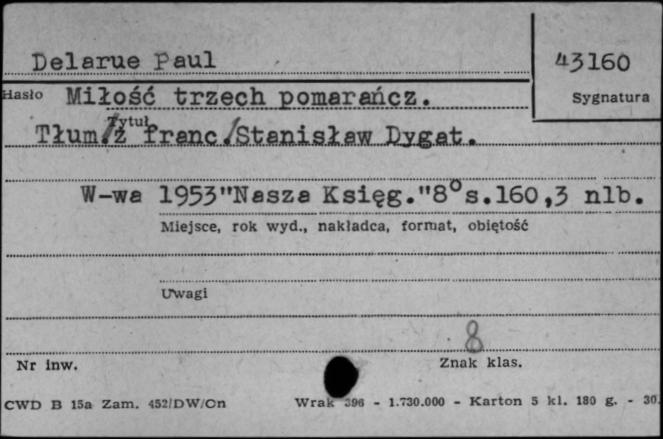 Delarue Paul
43160
Hasło Miłość trzech pomarańcz.
Sygnatura
Tytuł
Tłum/z franc/Stanisław Dygat.
W-wa 1953"Nasza Księg."8°s.160,3 nlb.
Miejsce, rok wyd., nakładca, format, objętość
Uwagi
8
Nr inw.
Znak klas.
CWD B 15a Zam. 452/DW/Cn
Wrak 396 - 1.730.000 - Karton 5 kl. 180 g. - 30.